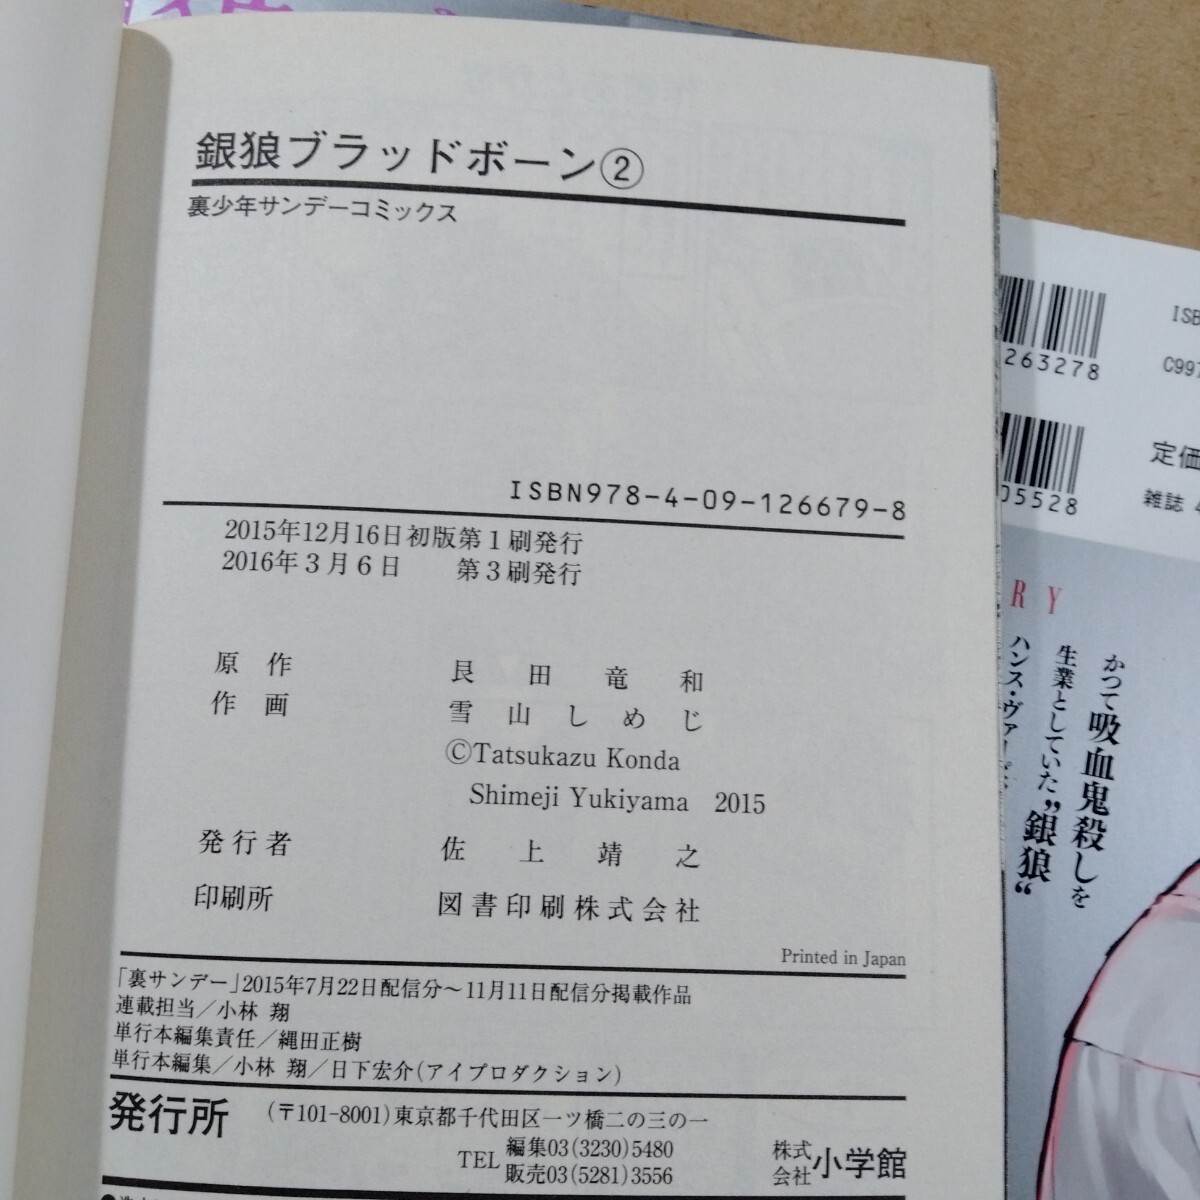 銀狼ブラッドボーン②
裏少年サンデーコミックス
ISBN978-4-09-126679-8
2015年12月16日初版第1刷発行
2016年3月6日　第3刷発行
原作　艮田竜和
作画　雪山しめじ
©Tatsukazu Konda
Shimeji Yukiyama 2015
発行者　佐上靖之
印刷所　図書印刷株式会社
Printed in Japan
「裏サンデー」2015年7月22日配信分～11月11日配信分掲載作品
連載担当／小林 翔
単行本編集責任／縄田正樹
単行本編集／小林 翔／日下宏介(アイプロダクション)
発行所　(〒101-8001)東京都千代田区一ツ橋二の三の一
TEL 編集03(3230)5480
販売03(5281)3556
株式会社 小学館
263278
05528
ISB
C997
定価
雑誌 4
RY
かつて吸血鬼殺しを
生業としていた”銀狼“
ハンス・ヴァーピ